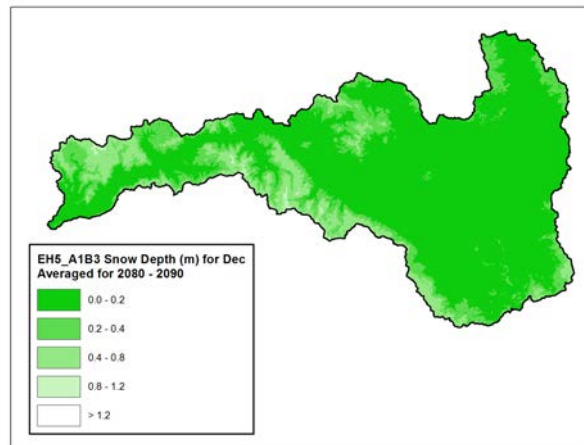 EH5_A1B3 Snow Depth (m) for Dec
Averaged for 2080 - 2090
0.0 - 0.2
0.2 - 0.4
0.4 - 0.8
0.8 - 1.2
> 1.2